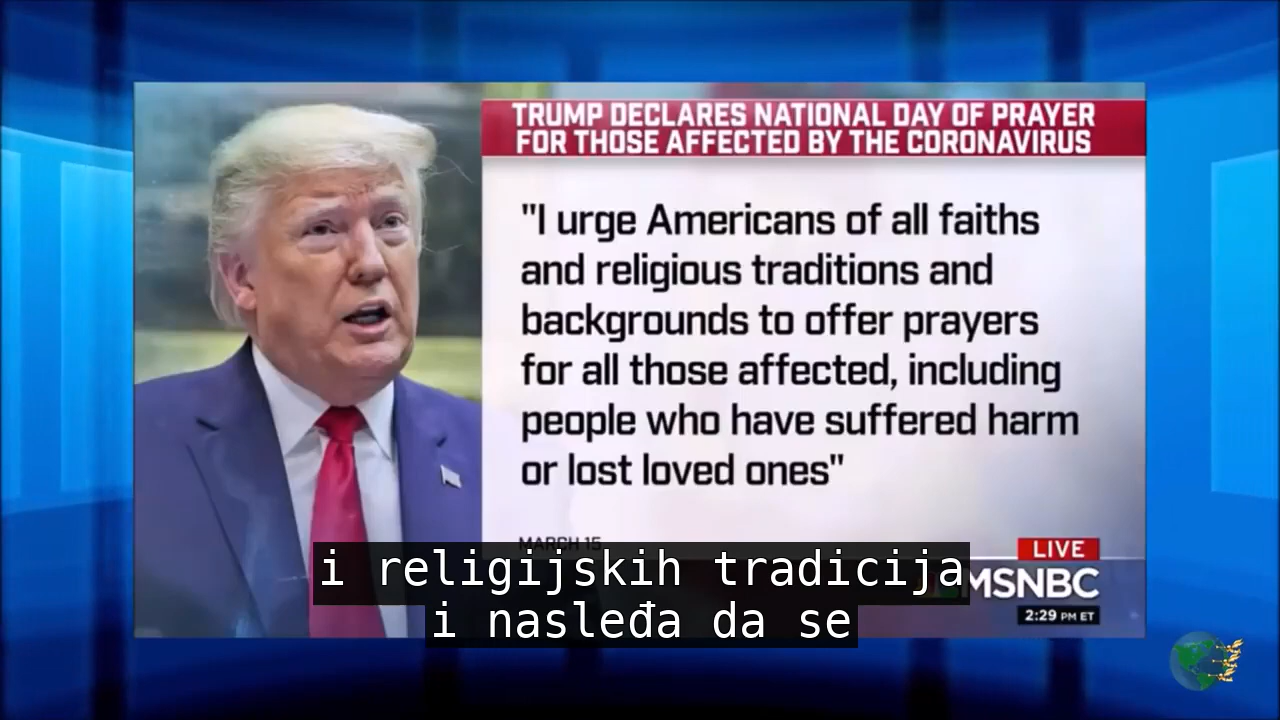 TRUMP DECLARES NATIONAL DAY OF PRAYER
FOR THOSE AFFECTED BY THE CORONAVIRUS
"I urge Americans of all faiths
and religious traditions and
backgrounds to offer prayers
for all those affected, including
people who have suffered harm
or lost loved ones"
MARCH 15
LIVE
MSNBC
2:29 PM ET
i religijskih tradicija
i nasleđa da se